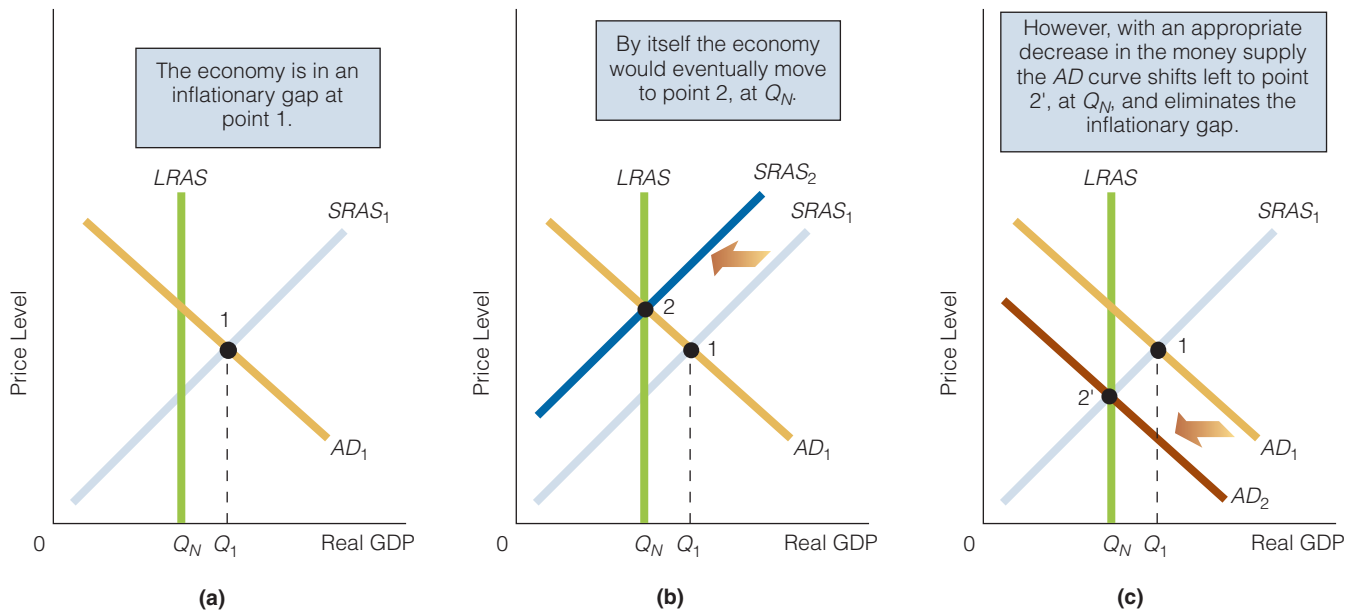 The economy is in an
inflationary gap at
point 1.
LRAS
SRAS1
1
AD1
Price Level
0
QN
Q1
Real GDP
(a)
By itself the economy
would eventually move
to point 2, at QN.
LRAS
SRAS2
SRAS1
2
1
AD1
Price Level
0
QN
Q1
Real GDP
(b)
However, with an appropriate
decrease in the money supply
the AD curve shifts left to point
2', at QN, and eliminates the
inflationary gap.
LRAS
SRAS1
1
2'
AD1
AD2
Price Level
0
QN
Q1
Real GDP
(c)